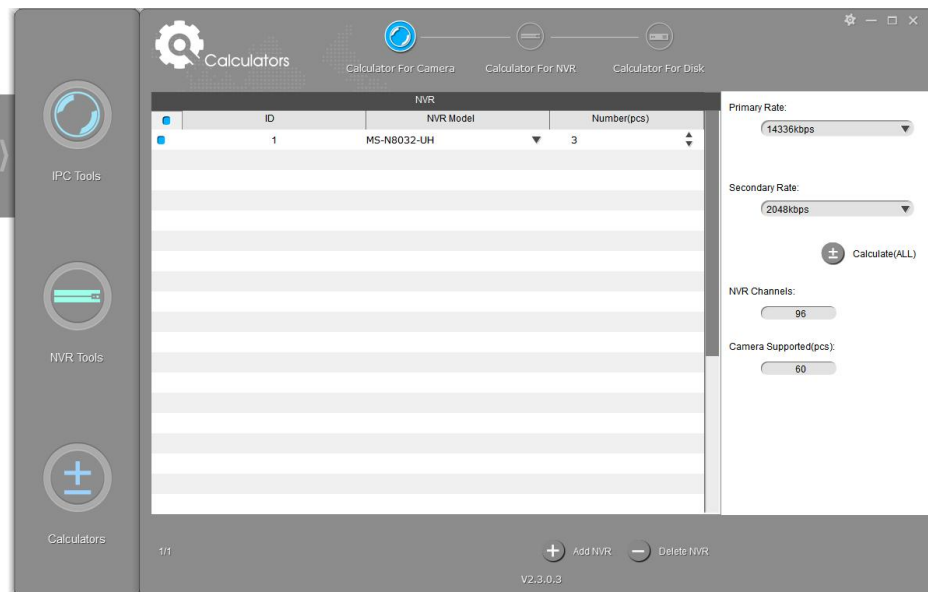 Calculators
Calculator For Camera
Calculator For NVR
Calculator For Disk
IPC Tools
NVR Tools
Calculators
NVR
ID NVR Model Number(pcs)
1 MS-N8032-UH 3
Primary Rate:
14336kbps
Secondary Rate:
2048kbps
Calculate(ALL)
NVR Channels:
96
Camera Supported(pcs):
60
1/1
Add NVR
Delete NVR
V2.3.0.3